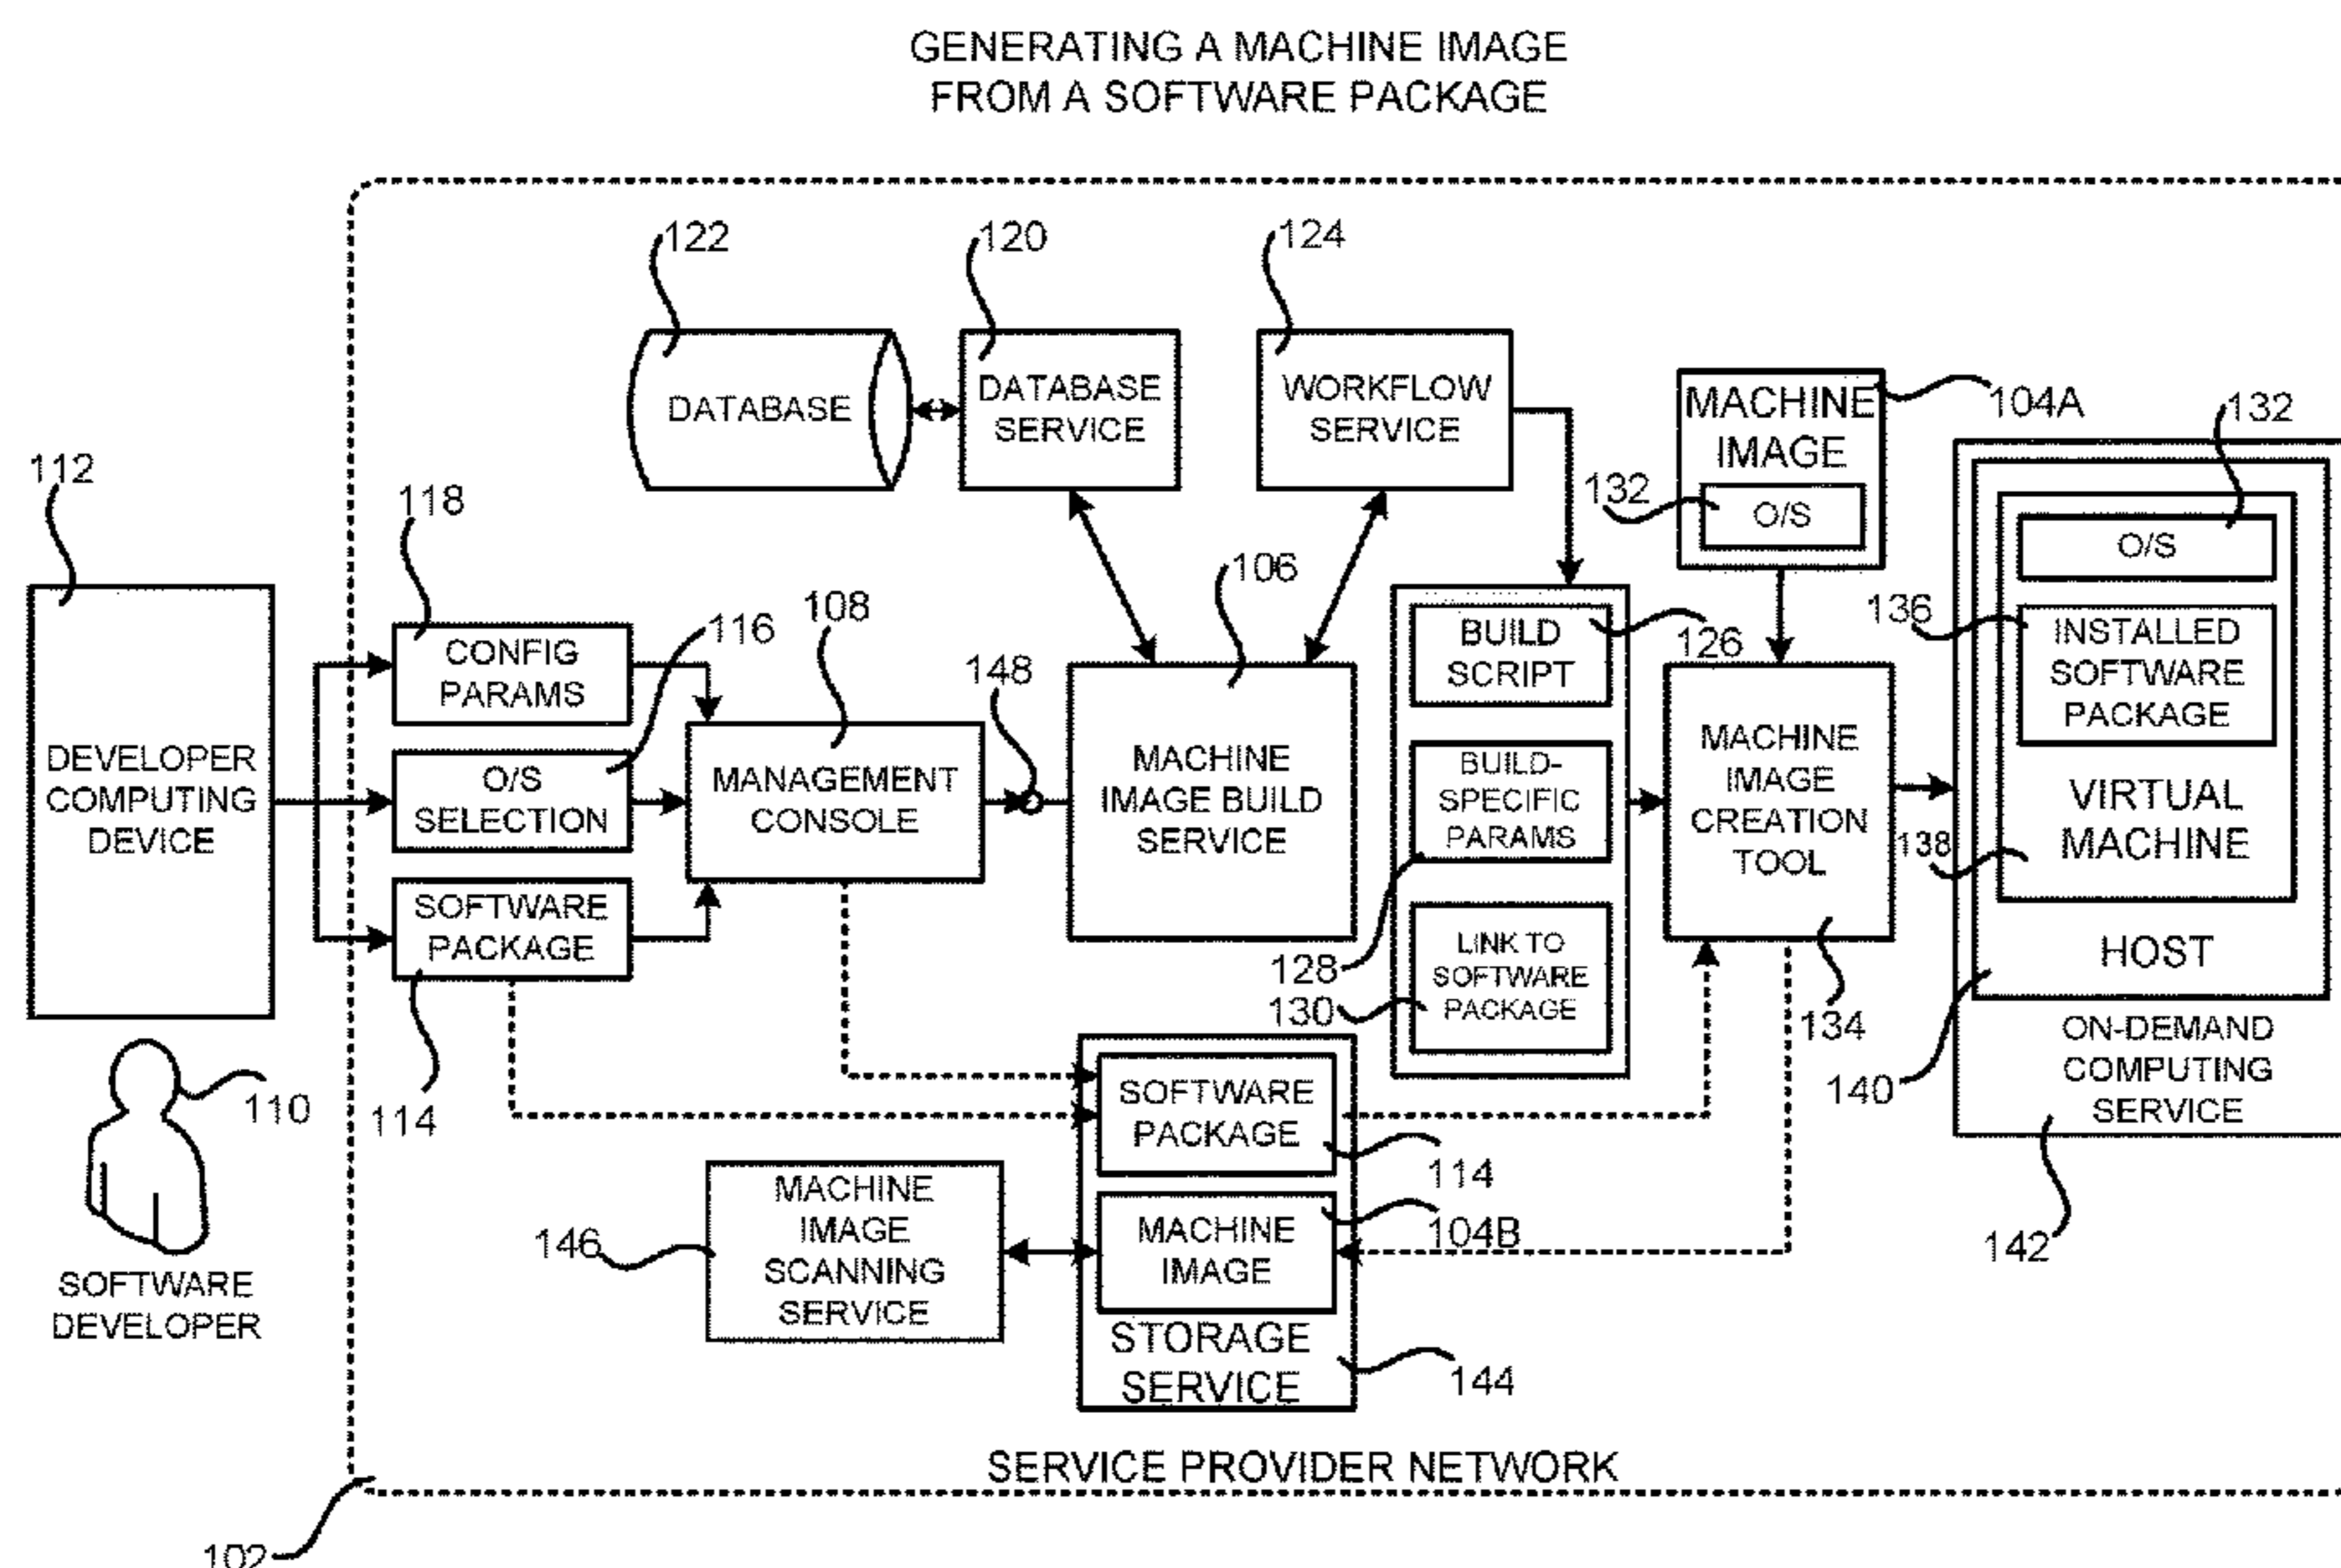 GENERATING A MACHINE IMAGE
FROM A SOFTWARE PACKAGE
122
120
124
DATABASE
DATABASE
SERVICE
WORKFLOW
SERVICE
MACHINE
IMAGE
104A
132
O/S
132
O/S
136
INSTALLED
SOFTWARE
PACKAGE
VIRTUAL
MACHINE
138
HOST
140
ON-DEMAND
COMPUTING
SERVICE
142
112
DEVELOPER
COMPUTING
DEVICE
118
CONFIG
PARAMS
116
O/S
SELECTION
SOFTWARE
PACKAGE
114
108
MANAGEMENT
CONSOLE
148
106
MACHINE
IMAGE BUILD
SERVICE
BUILD
SCRIPT
126
BUILD-
SPECIFIC
PARAMS
128
LINK TO
SOFTWARE
PACKAGE
130
MACHINE
IMAGE
CREATION
TOOL
134
110
SOFTWARE
DEVELOPER
SOFTWARE
PACKAGE
114
MACHINE
IMAGE
104B
STORAGE
SERVICE
144
146
MACHINE
IMAGE
SCANNING
SERVICE
SERVICE PROVIDER NETWORK
102